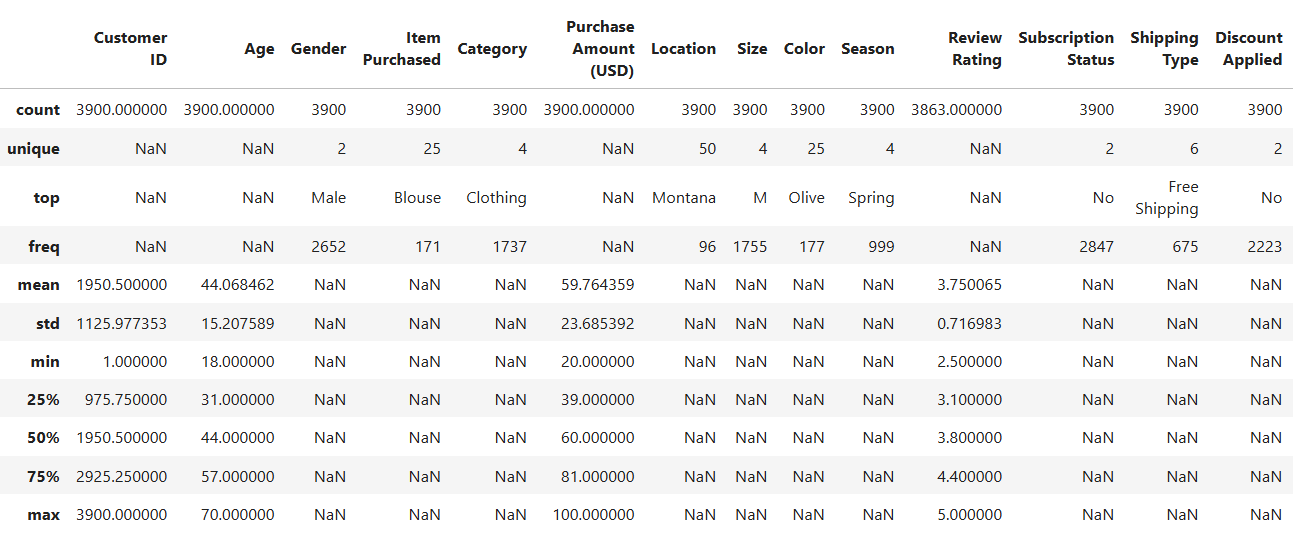 Customer ID Age Gender Item Purchased Category Purchase Amount (USD) Location Size Color Season Review Rating Subscription Status Shipping Type Discount Applied
count 3900.000000 3900.000000 3900 3900 3900 3900.000000 3900 3900 3900 3900 3863.000000 3900 3900 3900
unique NaN NaN 2 25 4 NaN 50 4 25 4 NaN 2 6 2
top NaN NaN Male Blouse Clothing NaN Montana M Olive Spring NaN No Free Shipping No
freq NaN NaN 2652 171 1737 NaN 96 1755 177 999 NaN 2847 675 2223
mean 1950.500000 44.068462 NaN NaN NaN 59.764359 NaN NaN NaN NaN 3.750065 NaN NaN NaN
std 1125.977353 15.207589 NaN NaN NaN 23.685392 NaN NaN NaN NaN 0.716983 NaN NaN NaN
min 1.000000 18.000000 NaN NaN NaN 20.000000 NaN NaN NaN NaN 2.500000 NaN NaN NaN
25% 975.750000 31.000000 NaN NaN NaN 39.000000 NaN NaN NaN NaN 3.100000 NaN NaN NaN
50% 1950.500000 44.000000 NaN NaN NaN 60.000000 NaN NaN NaN NaN 3.800000 NaN NaN NaN
75% 2925.250000 57.000000 NaN NaN NaN 81.000000 NaN NaN NaN NaN 4.400000 NaN NaN NaN
max 3900.000000 70.000000 NaN NaN NaN 100.000000 NaN NaN NaN NaN 5.000000 NaN NaN NaN